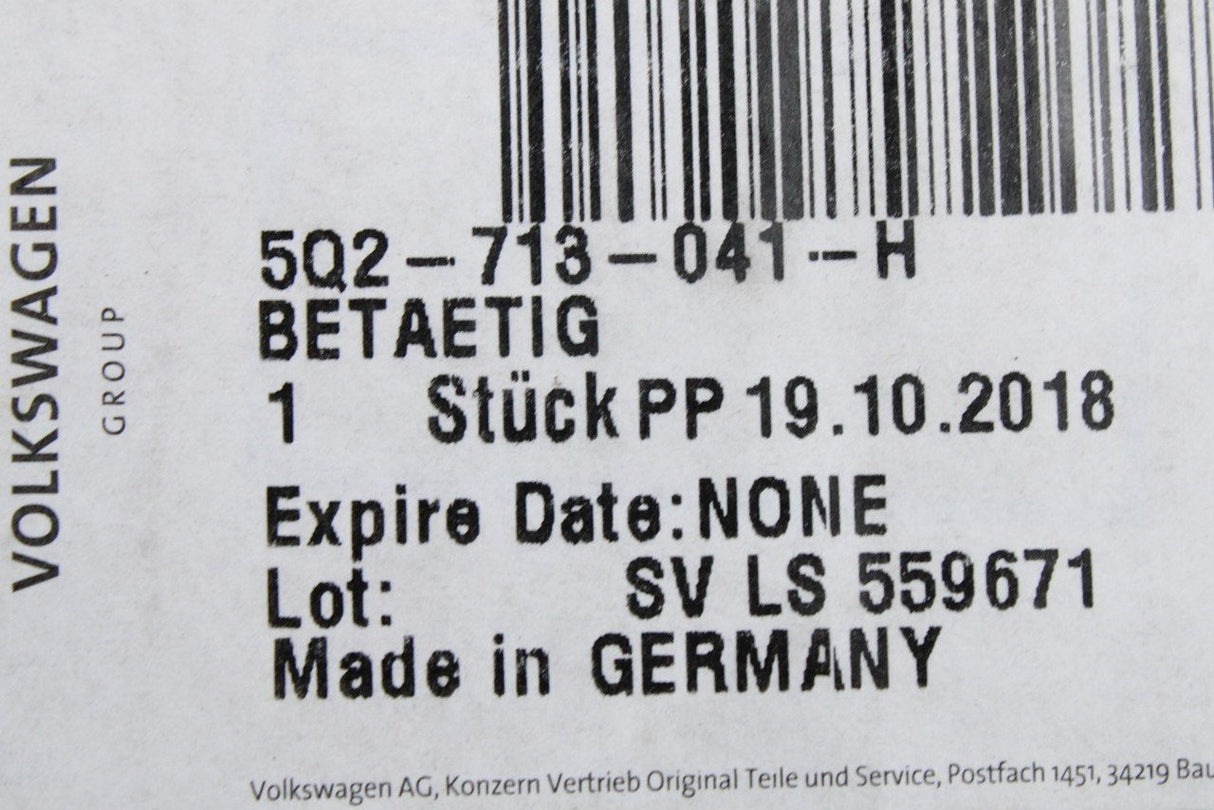 VOLKSWAGEN
GROUP
5Q2-713-041-H
BETAETIG
1 Stück PP 19.10.2018
Expire Date:NONE
Lot: SV LS 559671
Made in GERMANY
Volkswagen AG, Konzern Vertrieb Original Teile und Service, Postfach 1451, 34219